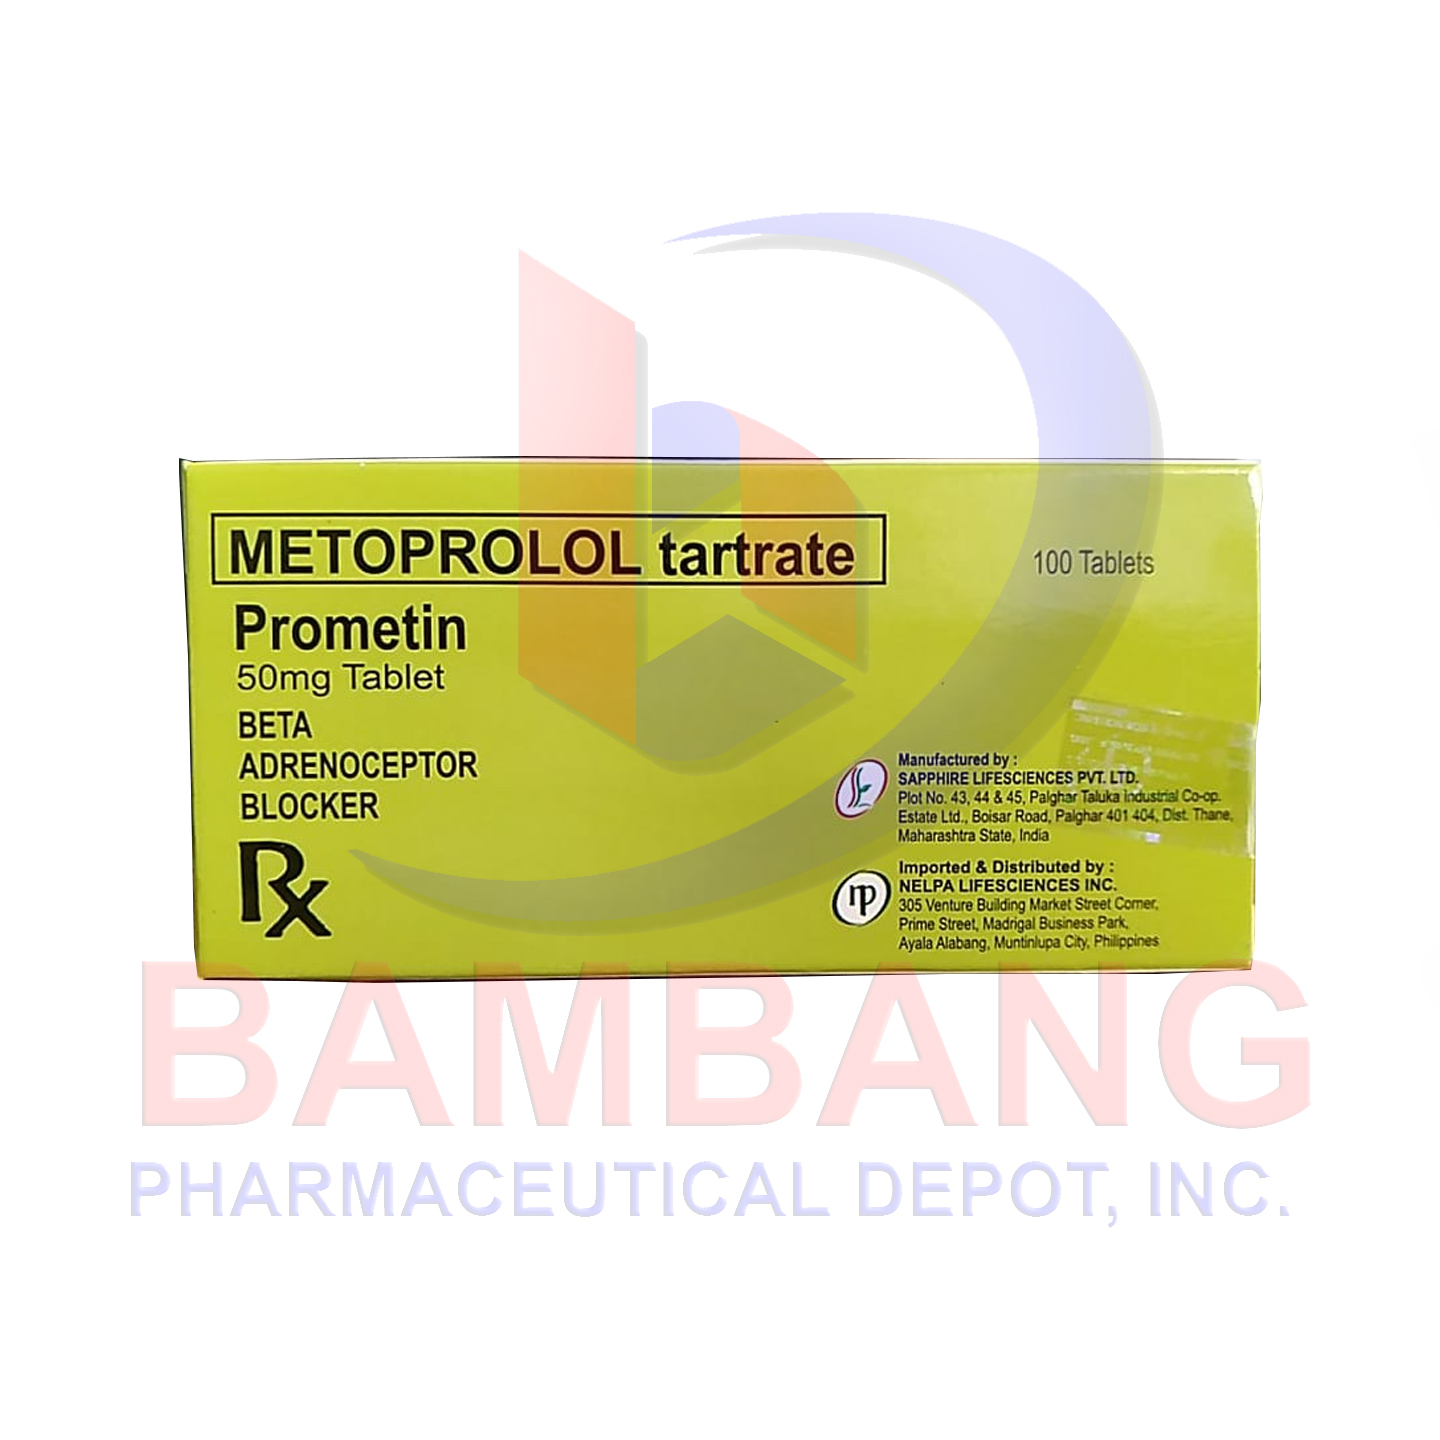 METOPROLOL tartrate
100 Tablets
Prometin
50mg Tablet
BETA
ADRENOCEPTOR
BLOCKER
Rx
Manufactured by :
SAPPHIRE LIFESCIENCES PVT. LTD.
Plot No. 43, 44 & 45, Palghar Taluka Industrial Co-op.
Estate Ltd., Boisar Road, Palghar 401 404, Dist. Thane,
Maharashtra State, India
np
Imported & Distributed by :
NELPA LIFESCIENCES INC.
305 Venture Building Market Street Corner,
Prime Street, Madrigal Business Park,
Ayala Alabang, Muntinlupa City, Philippines
BAMBANG
PHARMACEUTICAL DEPOT, INC.